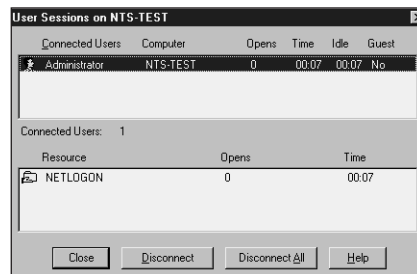 User Sessions on NTS-TEST
Connected Users Computer Opens Time Idle Guest
Administrator NTS-TEST 0 00:07 00:07 No
Connected Users: 1
Resource Opens Time
NETLOGON 0 00:07
Close Disconnect Disconnect All Help